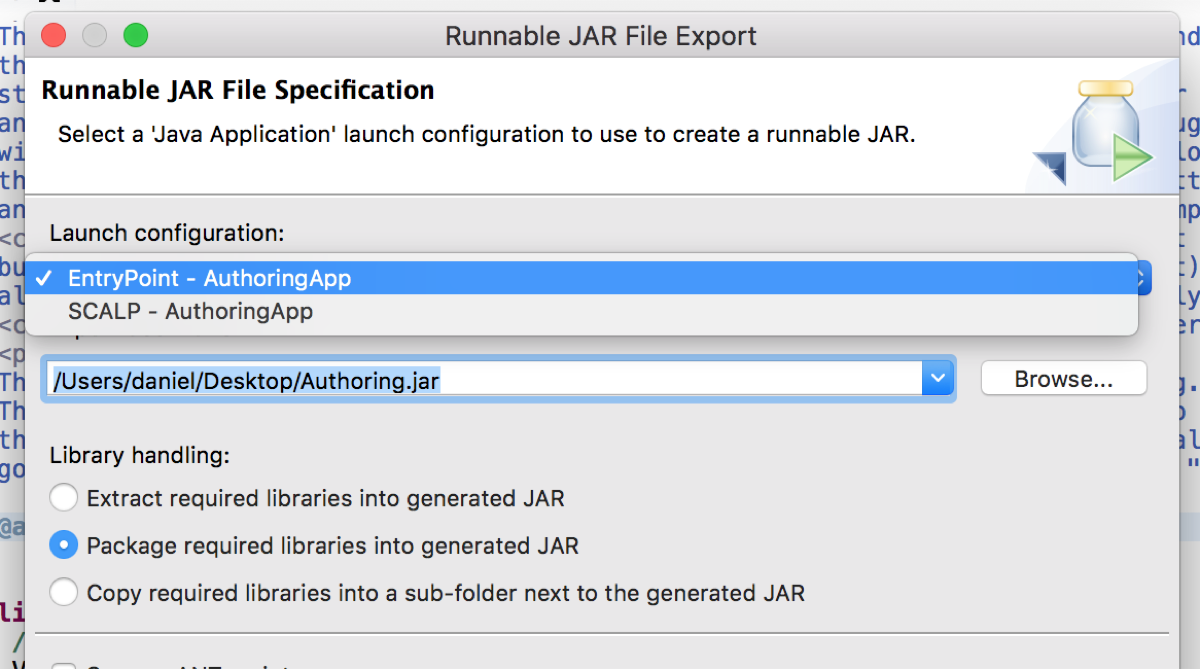 Runnable JAR File Export
Runnable JAR File Specification
Select a 'Java Application' launch configuration to use to create a runnable JAR.
Launch configuration:
✓ EntryPoint - AuthoringApp
SCALP - AuthoringApp
/Users/daniel/Desktop/Authoring.jar
Browse...
Library handling:
Extract required libraries into generated JAR
Package required libraries into generated JAR
Copy required libraries into a sub-folder next to the generated JAR